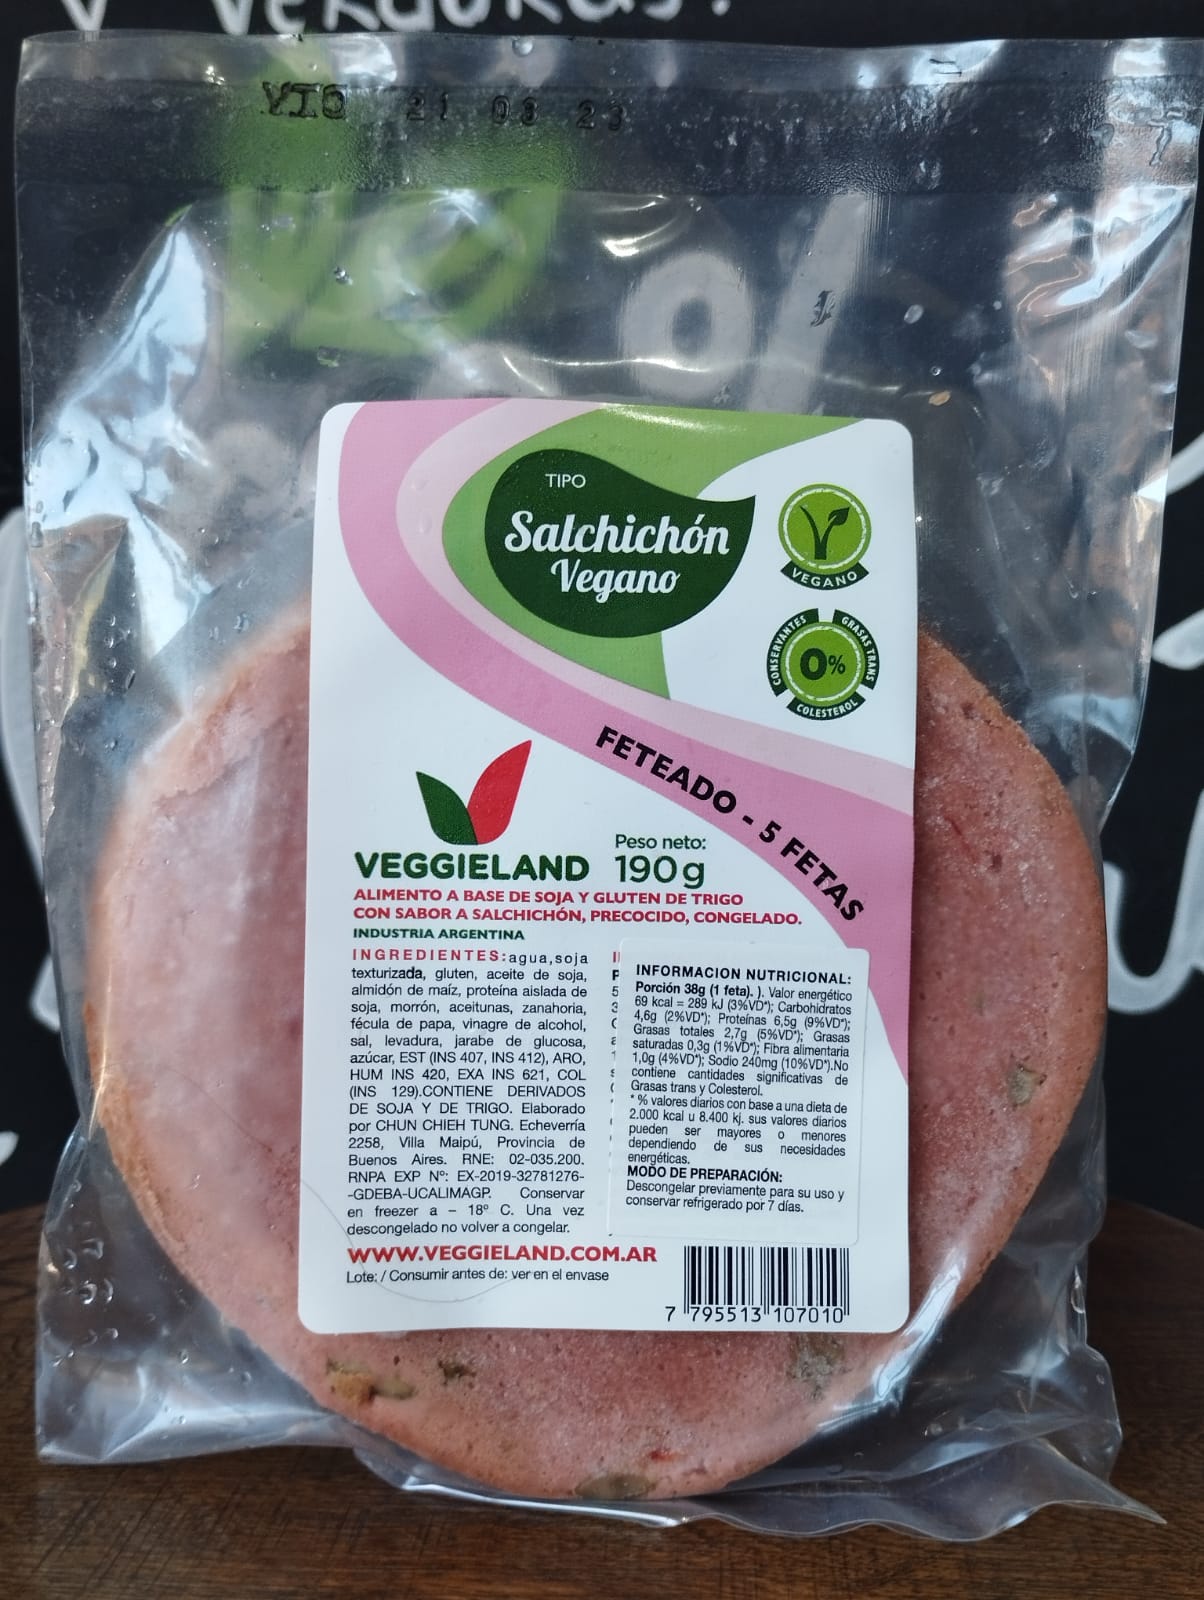 Y VERDURAS.
VTO 21 03 23
TIPO
Salchichón
Vegano
VEGANO
CONSERVANTES
GRASAS TRANS
0%
COLESTEROL
FETEADO - 5 FETAS
VEGGIELAND
Peso neto:
190g
ALIMENTO A BASE DE SOJA Y GLUTEN DE TRIGO
CON SABOR A SALCHICHÓN, PRECOCIDO, CONGELADO.
INDUSTRIA ARGENTINA
INGREDIENTES:agua,soja
texturizada, gluten, aceite de soja,
almidón de maíz, proteína aislada de
soja, morrón, aceitunas, zanahoria,
fécula de papa, vinagre de alcohol,
sal, levadura, jarabe de glucosa,
azúcar, EST (INS 407, INS 412), ARO,
HUM INS 420, EXA INS 621, COL
(INS 129).CONTIENE DERIVADOS
DE SOJA Y DE TRIGO. Elaborado
por CHUN CHIEH TUNG. Echeverría
2258, Villa Maipú, Provincia de
Buenos Aires. RNE: 02-035.200.
RNPA EXP Nº: EX-2019-32781276-
-GDEBA-UCALIMAGP. Conservar
en freezer a – 18º C. Una vez
descongelado no volver a congelar.
INFORMACION NUTRICIONAL:
Porción 38g (1 feta). ). Valor energético
69 kcal = 289 kJ (3%VD*); Carbohidratos
4,6g (2%VD*); Proteínas 6,5g (9%VD*);
Grasas totales 2,7g (5%VD*); Grasas
saturadas 0,3g (1%VD*); Fibra alimentaria
1,0g (4%VD*); Sodio 240mg (10%VD*).No
contiene cantidades significativas de
Grasas trans y Colesterol.
* % valores diarios con base a una dieta de
2.000 kcal u 8.400 kj. sus valores diarios
pueden ser mayores o menores
dependiendo de sus necesidades
energéticas.
MODO DE PREPARACIÓN:
Descongelar previamente para su uso y
conservar refrigerado por 7 días.
WWW.VEGGIELAND.COM.AR
Lote: / Consumir antes de: ver en el envase
7 795513 107010